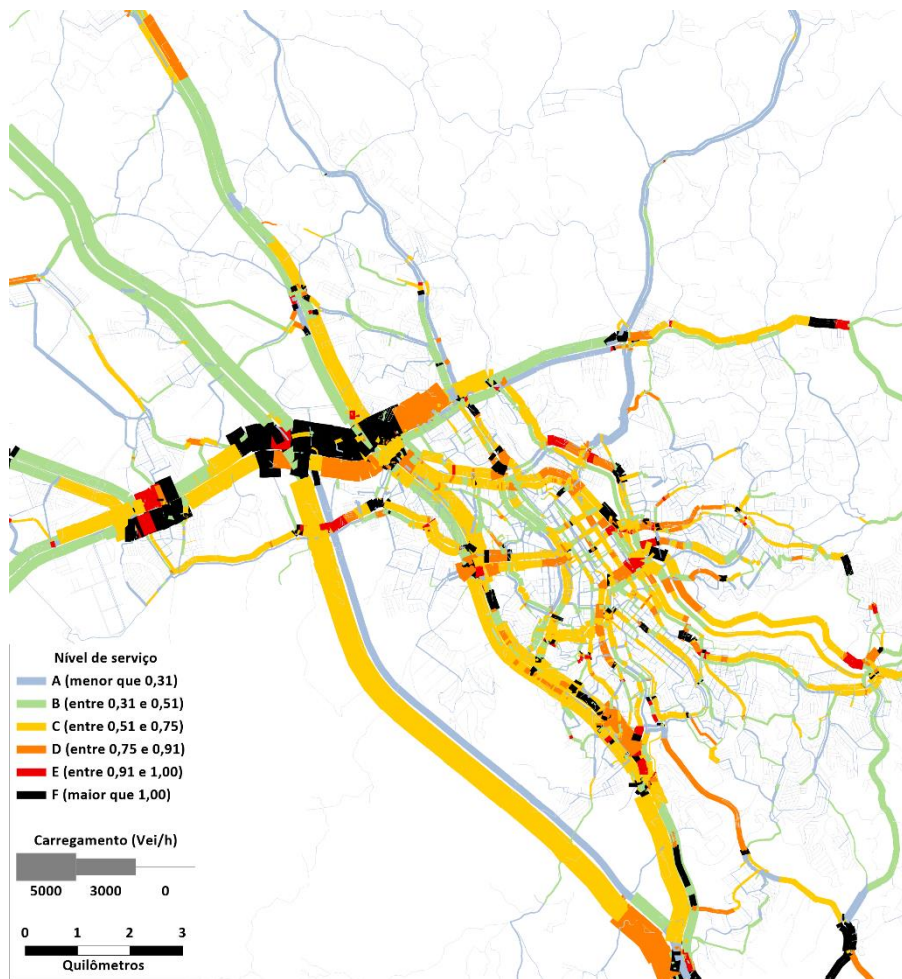 Nível de serviço
A (menor que 0,31)
B (entre 0,31 e 0,51)
C (entre 0,51 e 0,75)
D (entre 0,75 e 0,91)
E (entre 0,91 e 1,00)
F (maior que 1,00)
Carregamento (Vei/h)
5000 3000 0
0 1 2 3
Quilômetros